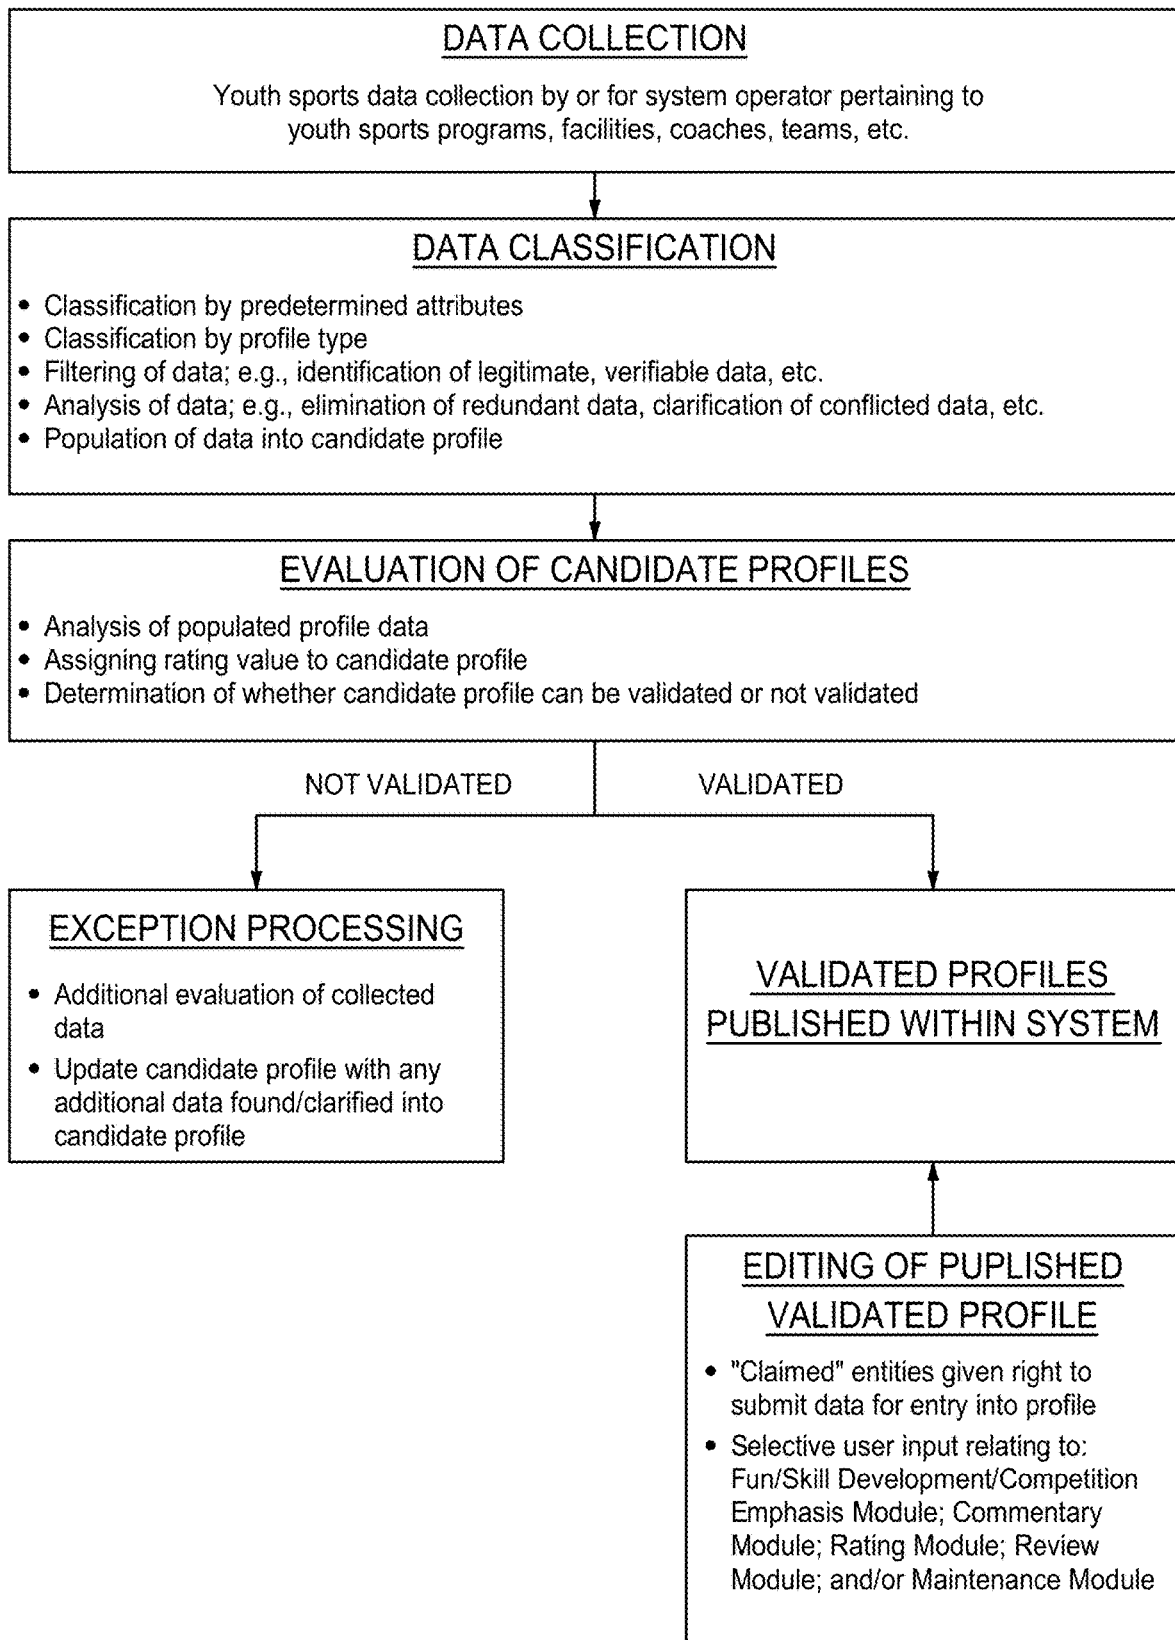 DATA COLLECTION
Youth sports data collection by or for system operator pertaining to
youth sports programs, facilities, coaches, teams, etc.
DATA CLASSIFICATION
• Classification by predetermined attributes
• Classification by profile type
• Filtering of data; e.g., identification of legitimate, verifiable data, etc.
• Analysis of data; e.g., elimination of redundant data, clarification of conflicted data, etc.
• Population of data into candidate profile
EVALUATION OF CANDIDATE PROFILES
• Analysis of populated profile data
• Assigning rating value to candidate profile
• Determination of whether candidate profile can be validated or not validated
NOT VALIDATED
VALIDATED
EXCEPTION PROCESSING
• Additional evaluation of collected
data
• Update candidate profile with any
additional data found/clarified into
candidate profile
VALIDATED PROFILES
PUBLISHED WITHIN SYSTEM
EDITING OF PUPLISHED
VALIDATED PROFILE
• "Claimed" entities given right to
submit data for entry into profile
• Selective user input relating to:
Fun/Skill Development/Competition
Emphasis Module; Commentary
Module; Rating Module; Review
Module; and/or Maintenance Module